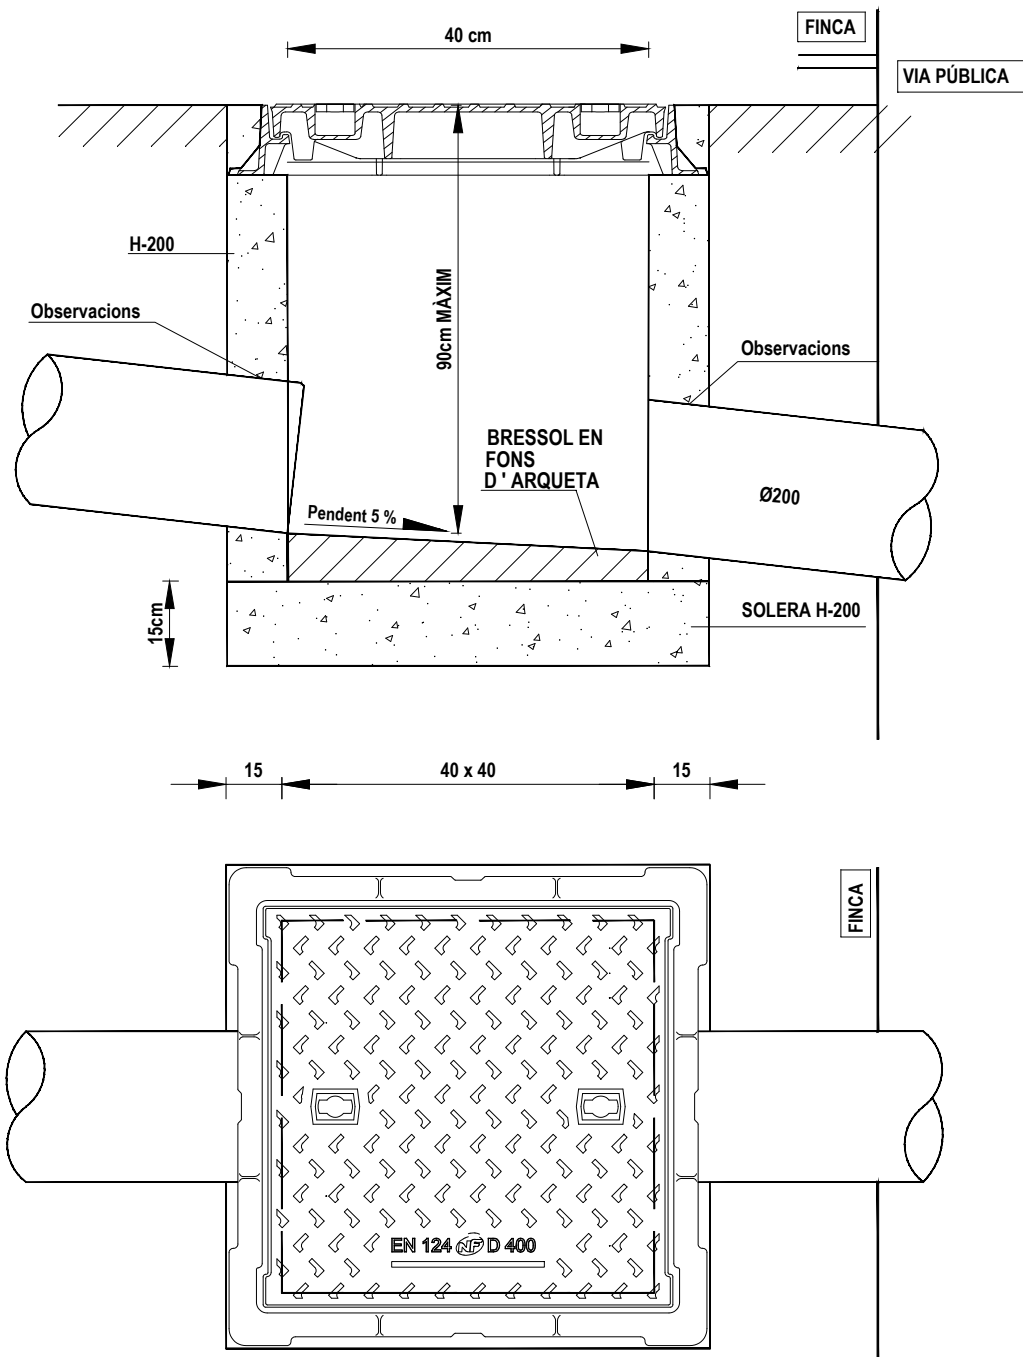 40 cm
FINCA
VIA PÚBLICA
H-200
Observacions
90cm MÀXIM
Observacions
BRESSOL EN
FONS
D ' ARQUETA
Ø200
Pendent 5 %
15cm
SOLERA H-200
15
40 x 40
15
FINCA
EN 124 NF D 400